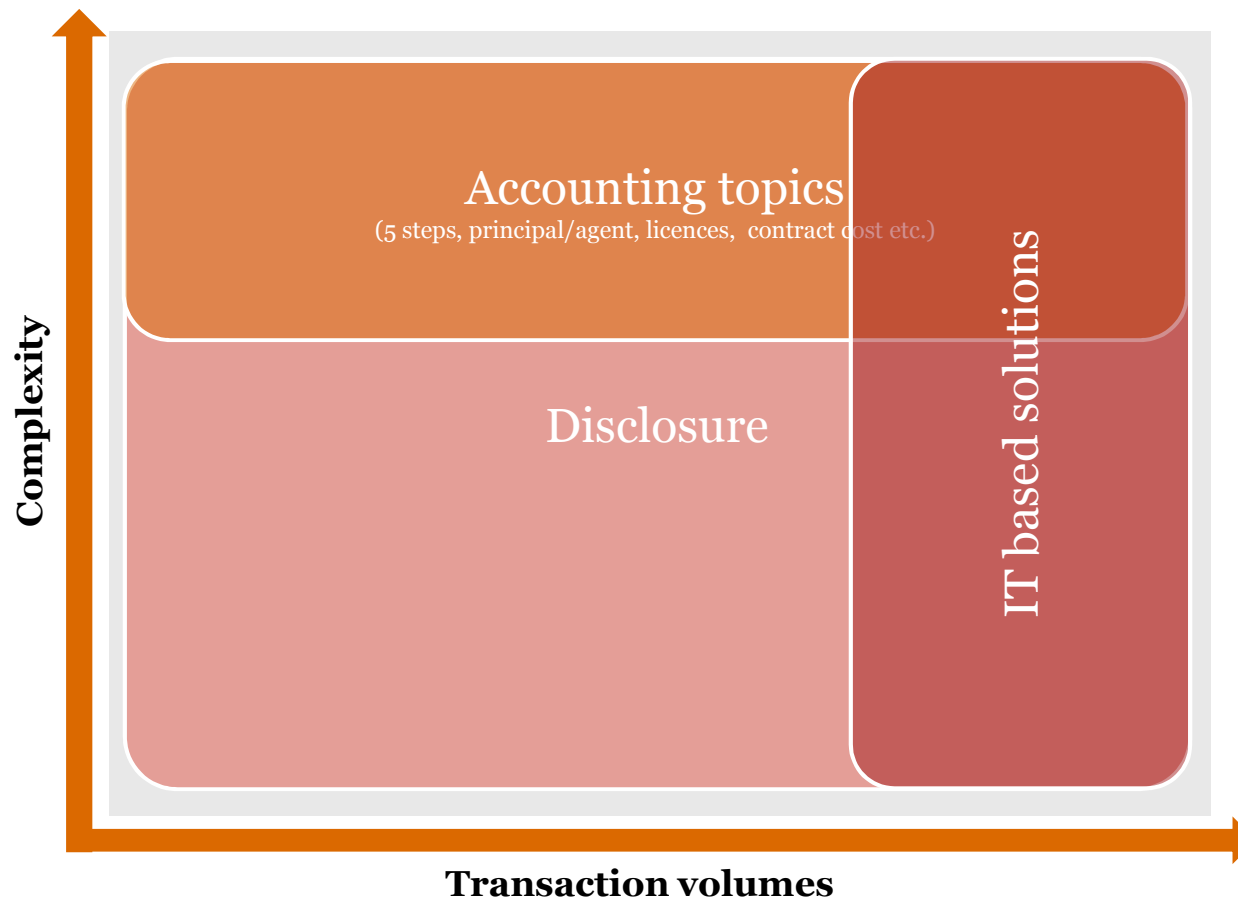 Accounting topics
(5 steps, principal/agent, licences, contract cost etc.)
Disclosure
IT based solutions
Complexity
Transaction volumes